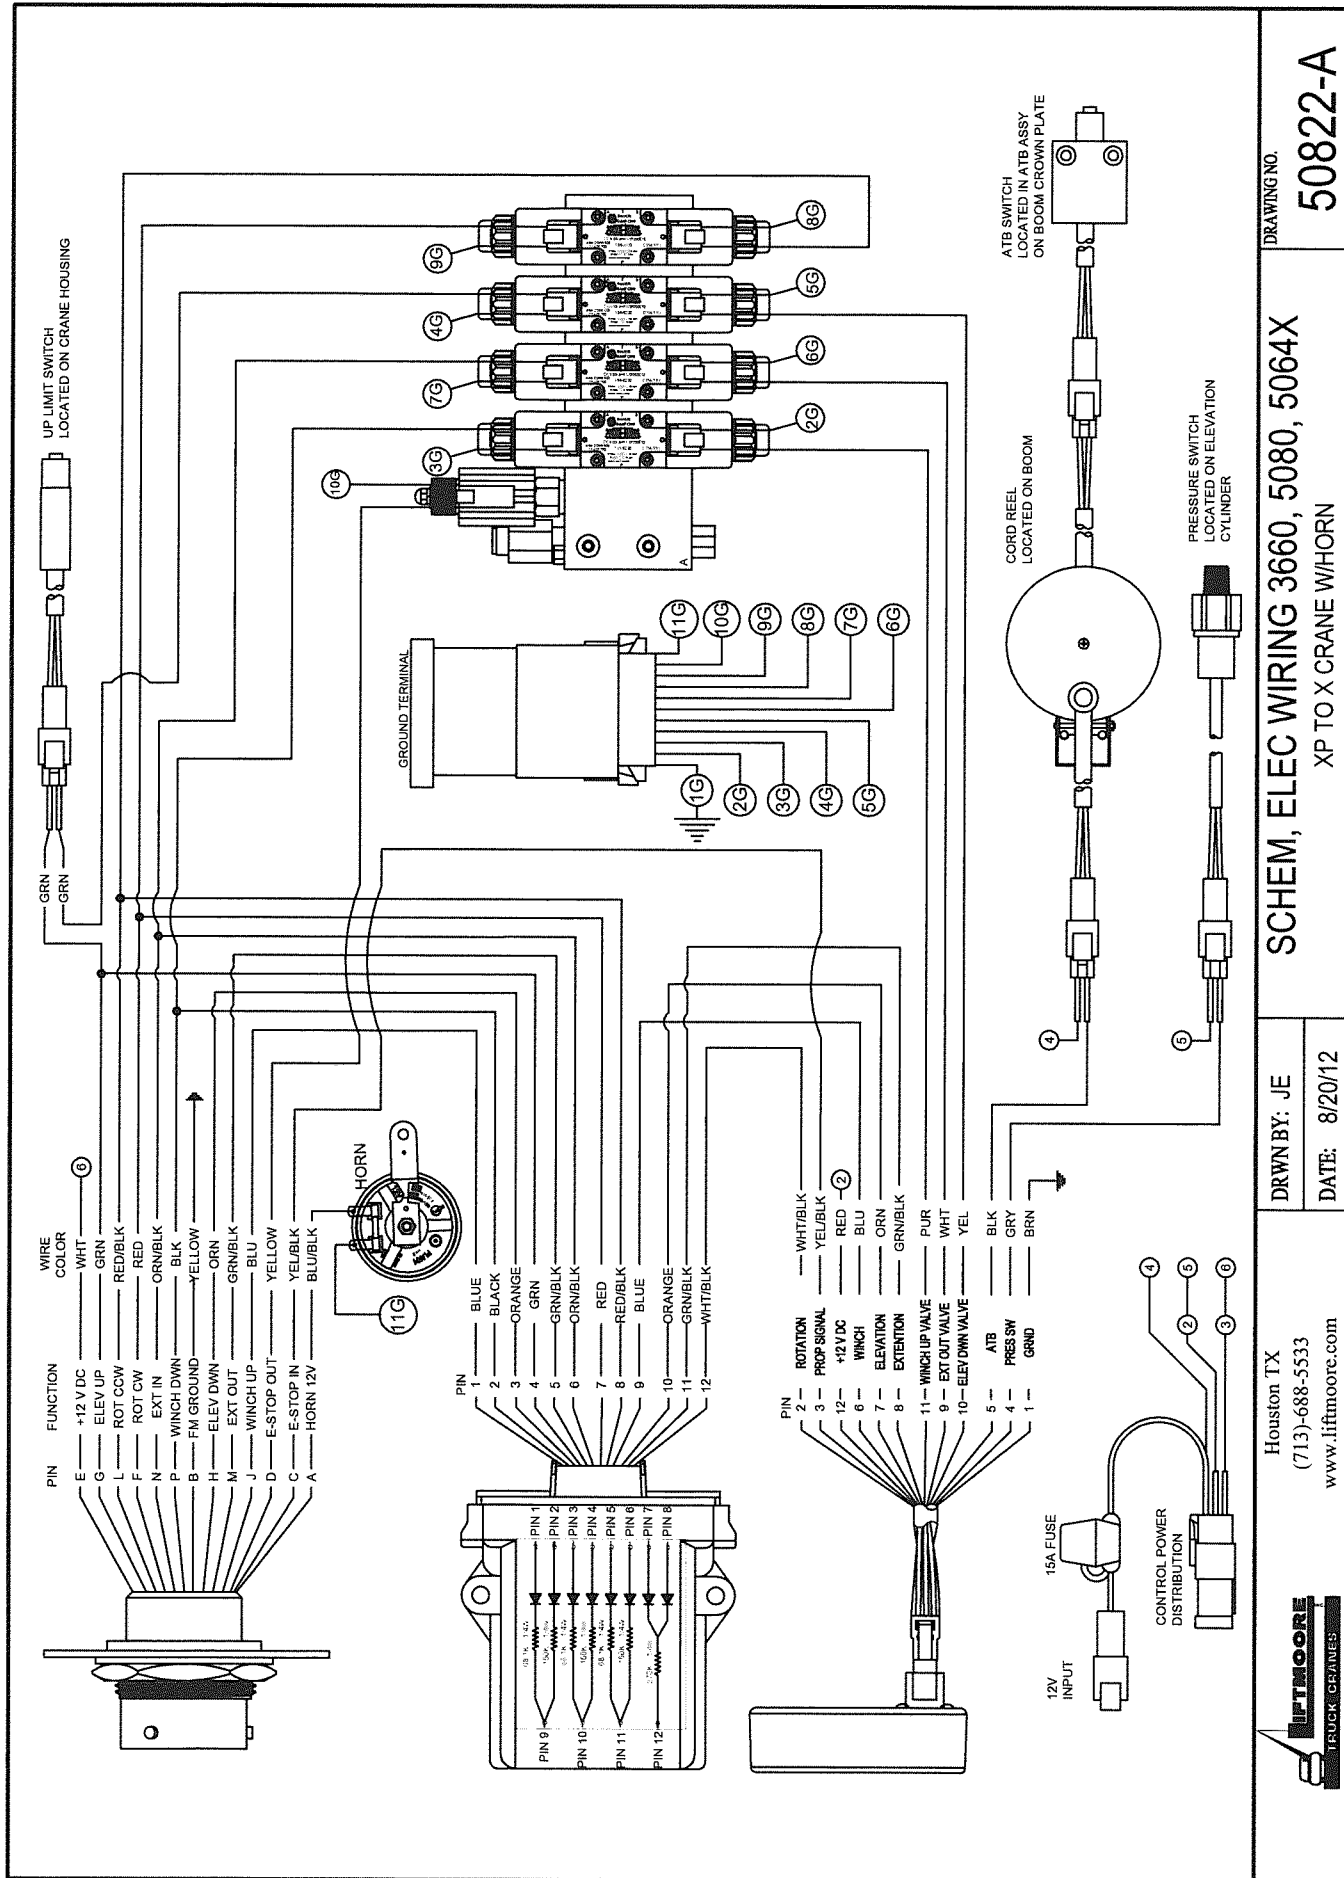 PIN FUNCTION WIRE COLOR
E +12 V DC WHT 6
G ELEV UP GRN
L ROT CCW RED/BLK
F ROT CW RED
N EXT IN ORN/BLK
P WINCH DWN BLK
B FM GROUND YELLOW
H ELEV DWN ORN
M EXT OUT GRN/BLK
J WINCH UP BLU
D E-STOP OUT YELLOW
C E-STOP IN YEL/BLK
A HORN 12V BLU/BLK
GRN
GRN
UP LIMIT SWITCH
LOCATED ON CRANE HOUSING
HORN
11G
GROUND TERMINAL
1G
2G
3G
4G
5G
6G
7G
8G
9G
10G
11G
10G
3G
7G
4G
9G
2G
6G
5G
8G
A
PIN
1 BLUE
2 BLACK
3 ORANGE
4 GRN
5 GRN/BLK
6 ORN/BLK
7 RED
8 RED/BLK
9 BLUE
10 ORANGE
11 GRN/BLK
12 WHT/BLK
PIN 1
PIN 2
PIN 3
PIN 4
PIN 5
PIN 6
PIN 7
PIN 8
PIN 9
PIN 10
PIN 11
PIN 12
PIN
2 ROTATION WHT/BLK
3 PROP SIGNAL YEL/BLK
12 +12 V DC RED 2
6 WINCH BLU
7 ELEVATION ORN
8 EXTENTION GRN/BLK
11 WINCH UP VALVE PUR
9 EXT OUT VALVE WHT
10 ELEV DWN VALVE YEL
5 ATB BLK
4 PRES SW GRY
1 GRND BRN
ATB SWITCH
LOCATED IN ATB ASSY
ON BOOM CROWN PLATE
CORD REEL
LOCATED ON BOOM
PRESSURE SWITCH
LOCATED ON ELEVATION
CYLINDER
4
5
12V
INPUT
15A FUSE
CONTROL POWER
DISTRIBUTION
4
2 5
3 6
LIFTMOORE
TRUCK CRANES
Houston TX
(713)-688-5533
www.liftmoore.com
DRWN BY: JE
DATE: 8/20/12
SCHEM, ELEC WIRING 3660, 5080, 5064X
XP TO X CRANE W/HORN
DRAWING NO.
50822-A